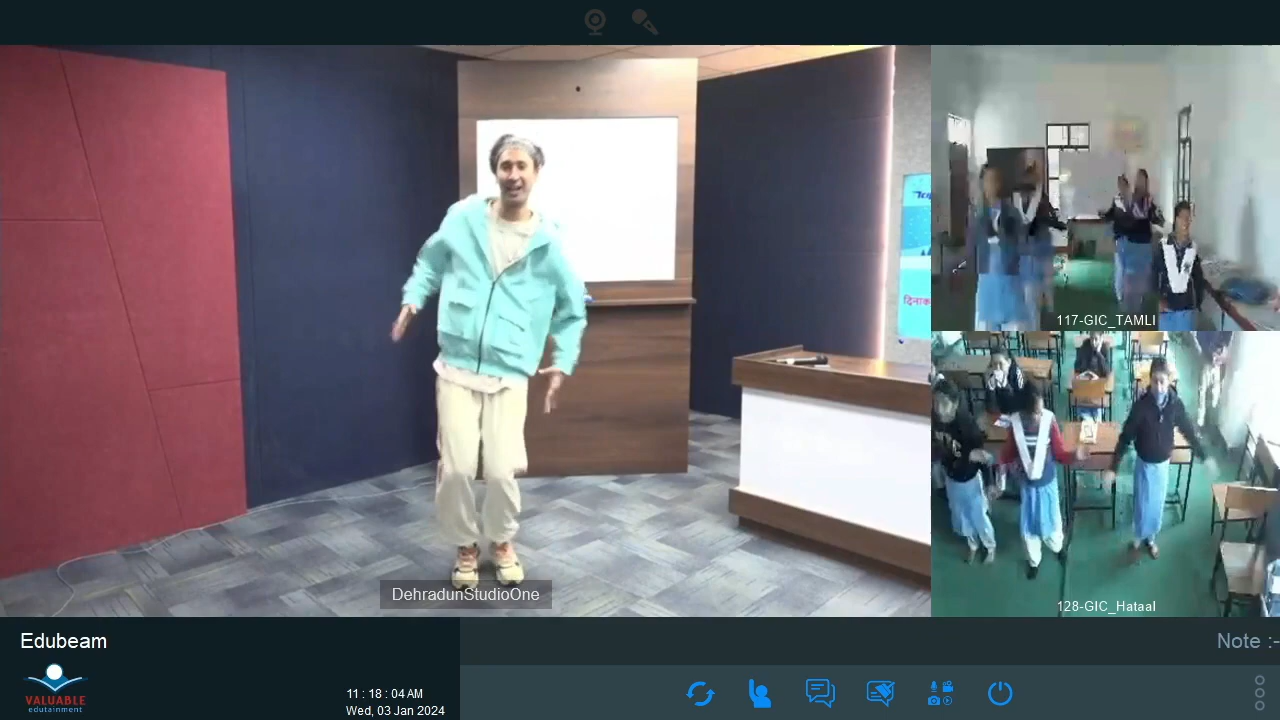 दिनाक
117-GIC_TAMLI
DehradunStudioOne
128-GIC_Hataal
Edubeam
Note :-
VALUABLE
edutainment
11 : 18 : 04 AM
Wed, 03 Jan 2024